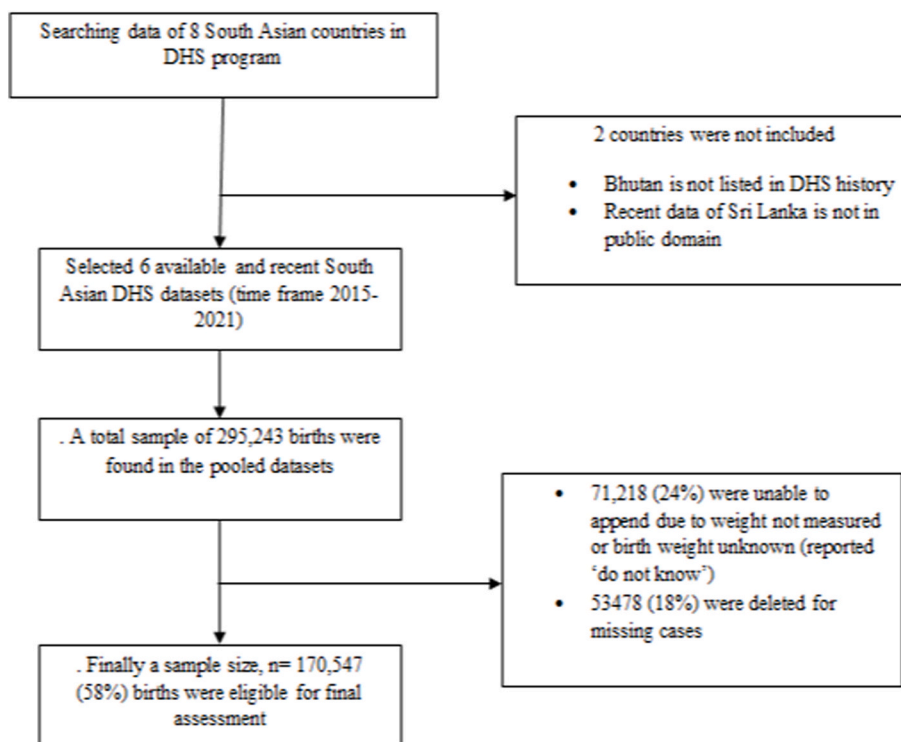 Searching data of 8 South Asian countries in
DHS program
2 countries were not included
• Bhutan is not listed in DHS history
• Recent data of Sri Lanka is not in
public domain
Selected 6 available and recent South
Asian DHS datasets (time frame 2015-
2021)
. A total sample of 295,243 births were
found in the pooled datasets
• 71,218 (24%) were unable to
append due to weight not measured
or birth weight unknown (reported
‘do not know’)
• 53478 (18%) were deleted for
missing cases
. Finally a sample size, n= 170,547
(58%) births were eligible for final
assessment